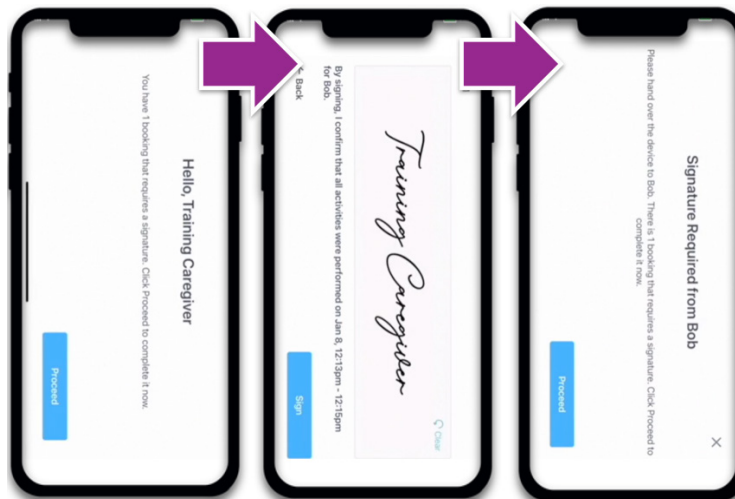 Hello, Training Caregiver
You have 1 booking that requires a signature. Click Proceed to complete it now.
Proceed
Clear
Training Caregiver
By signing, I confirm that all activities were performed on Jan 8, 12:13pm - 12:15pm
for Bob.
Back
Sign
Signature Required from Bob
Please hand over the device to Bob. There is 1 booking that requires a signature. Click Proceed to
complete it now.
Proceed